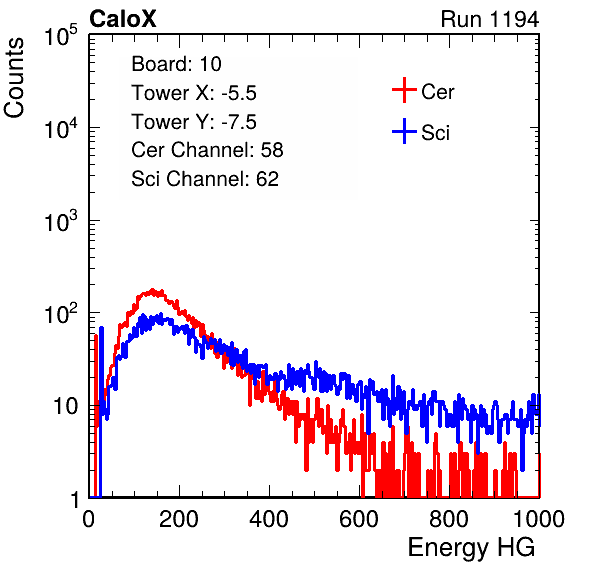 CaloX Run 1194
Counts
Board: 10
Tower X: -5.5
Tower Y: -7.5
Cer Channel: 58
Sci Channel: 62
Cer
Sci
10^5
10^4
10^3
10^2
10
1
0 200 400 600 800 1000
Energy HG